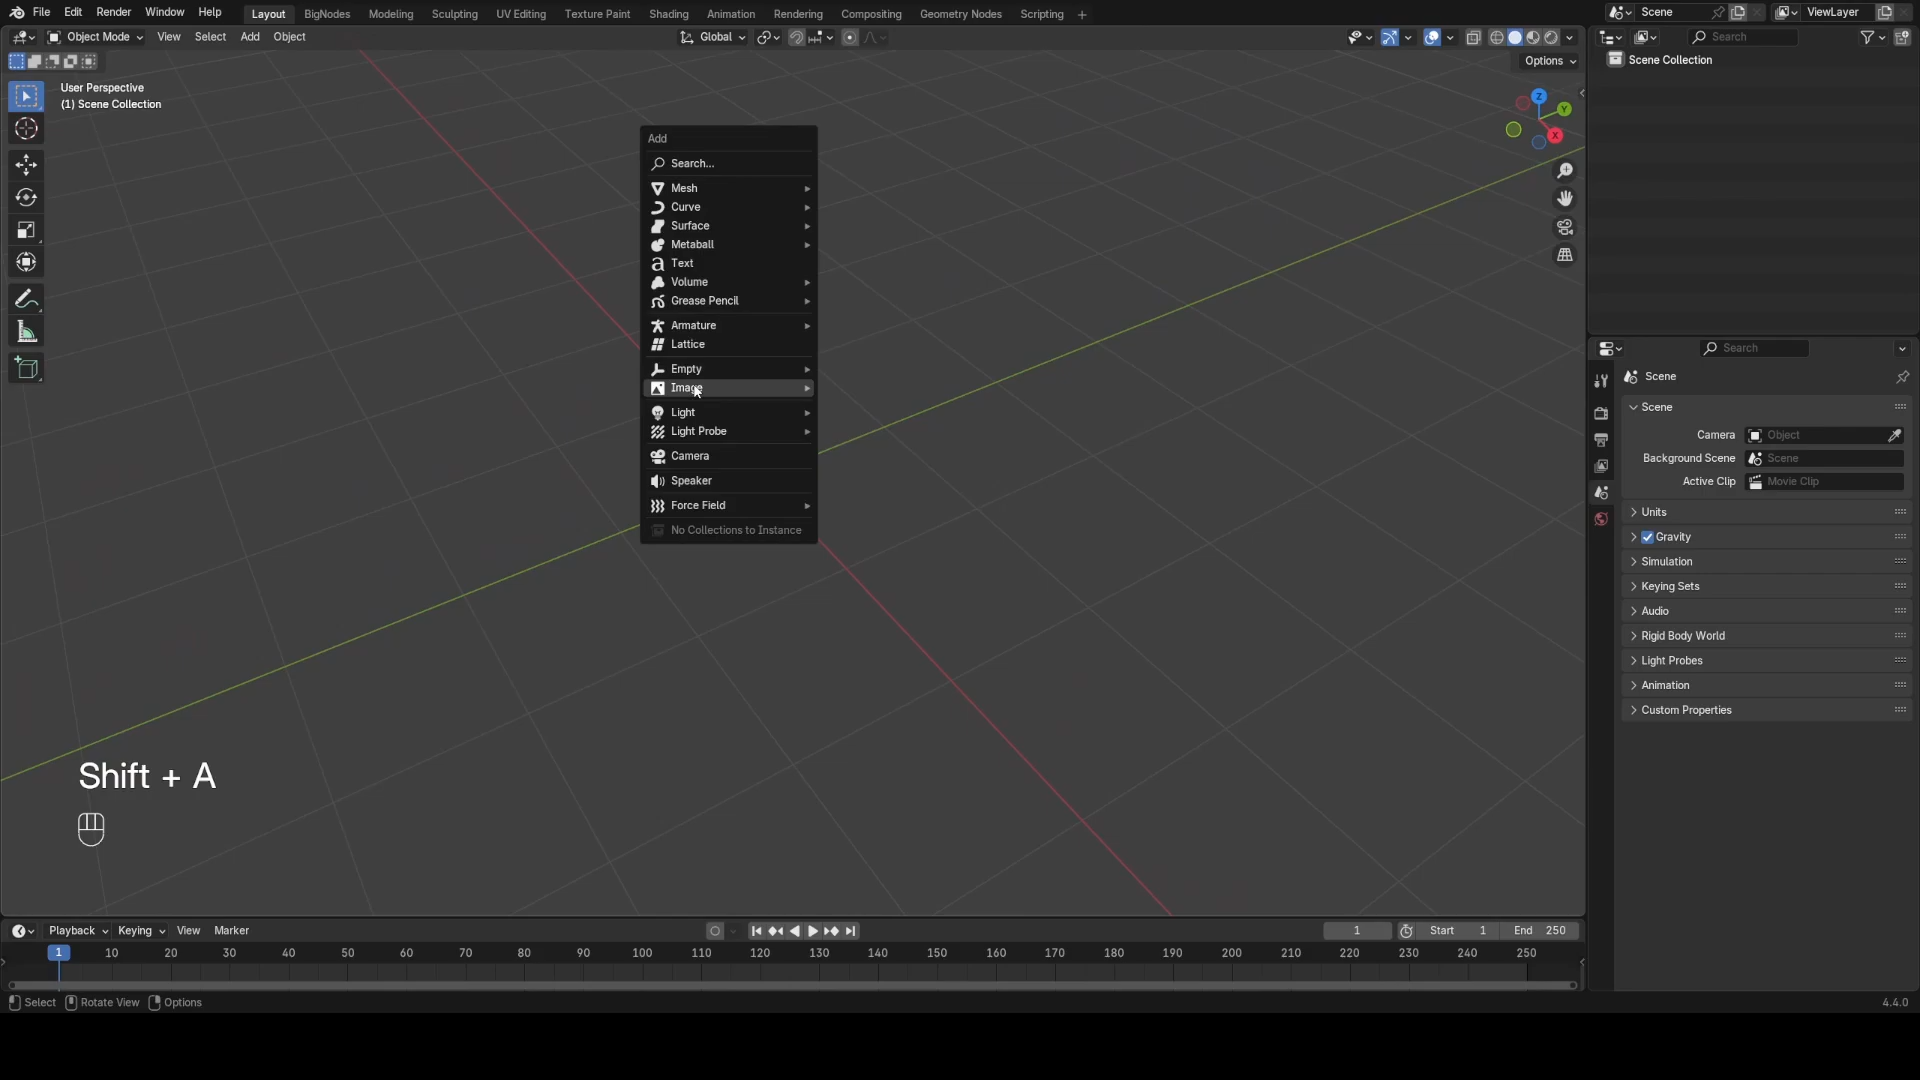 File Edit Render Window Help Layout BigNodes Modeling Sculpting UV Editing Texture Paint Shading Animation Rendering Compositing Geometry Nodes Scripting + Scene ViewLayer
Object Mode View Select Add Object Global Search
Options
User Perspective
(1) Scene Collection
Z
Y
X
Scene Collection
Add
Search...
Mesh
Curve
Surface
Metaball
Text
Volume
Grease Pencil
Armature
Lattice
Empty
Image
Light
Light Probe
Camera
Speaker
Force Field
No Collections to Instance
Search
Scene
Scene
Camera Object
Background Scene Scene
Active Clip Movie Clip
Units
Gravity
Simulation
Keying Sets
Audio
Rigid Body World
Light Probes
Animation
Custom Properties
Shift + A
Playback Keying View Marker 1 Start 1 End 250
1 10 20 30 40 50 60 70 80 90 100 110 120 130 140 150 160 170 180 190 200 210 220 230 240 250
Select Rotate View Options 4.4.0